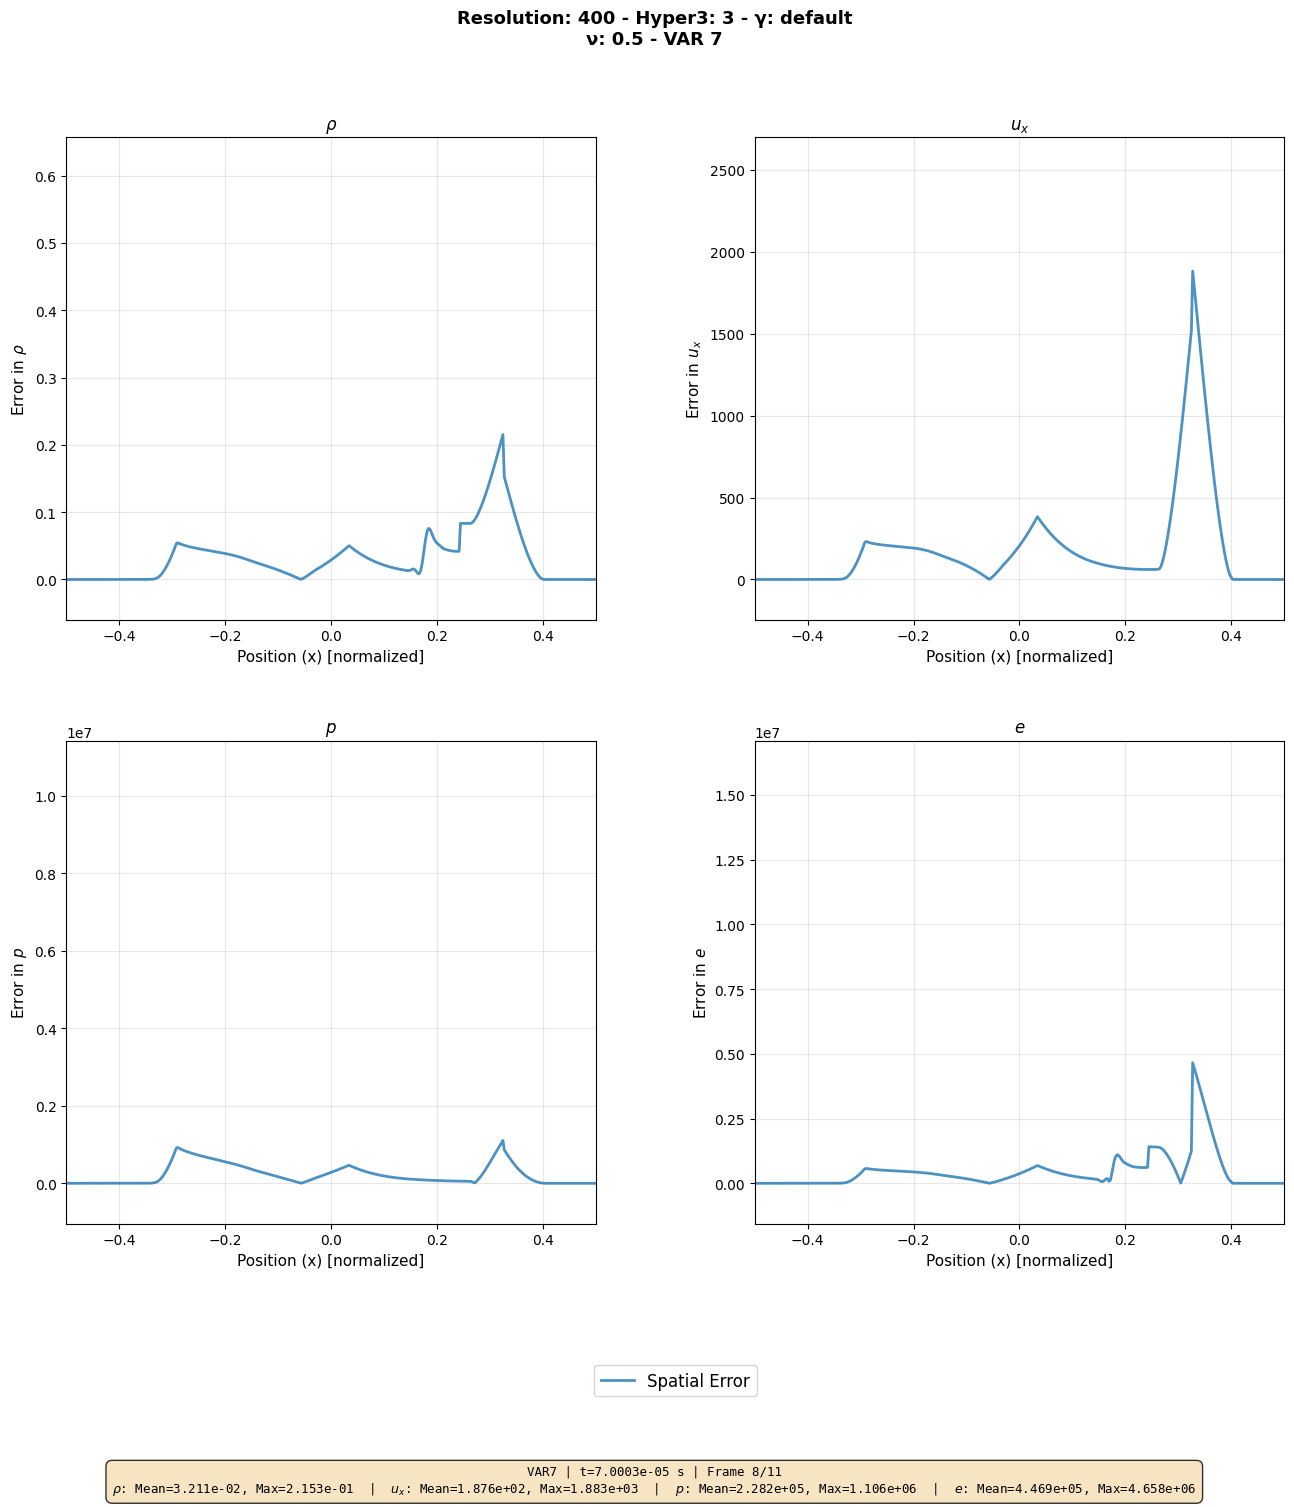 Resolution: 400 - Hyper3: 3 - γ: default
ν: 0.5 - VAR 7
ρ
Error in ρ
0.6
0.5
0.4
0.3
0.2
0.1
0.0
−0.4
−0.2
0.0
0.2
0.4
Position (x) [normalized]
uₓ
Error in uₓ
2500
2000
1500
1000
500
0
−0.4
−0.2
0.0
0.2
0.4
Position (x) [normalized]
p
1e7
Error in p
1.0
0.8
0.6
0.4
0.2
0.0
−0.4
−0.2
0.0
0.2
0.4
Position (x) [normalized]
e
1e7
Error in e
1.50
1.25
1.00
0.75
0.50
0.25
0.00
−0.4
−0.2
0.0
0.2
0.4
Position (x) [normalized]
Spatial Error
VAR7 | t=7.0003e-05 s | Frame 8/11
ρ: Mean=3.211e-02, Max=2.153e-01 | uₓ: Mean=1.876e+02, Max=1.883e+03 | p: Mean=2.282e+05, Max=1.106e+06 | e: Mean=4.469e+05, Max=4.658e+06